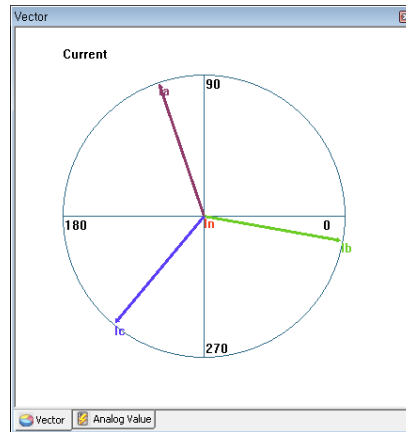 Vector
Current
90
Ia
In
180
0
Ib
Ic
270
Vector
Analog Value